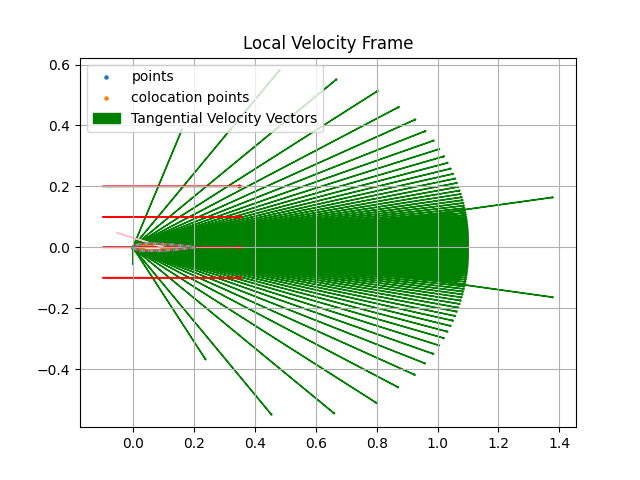 Local Velocity Frame
points
colocation points
Tangential Velocity Vectors
0.6
0.4
0.2
0.0
−0.2
−0.4
0.0 0.2 0.4 0.6 0.8 1.0 1.2 1.4